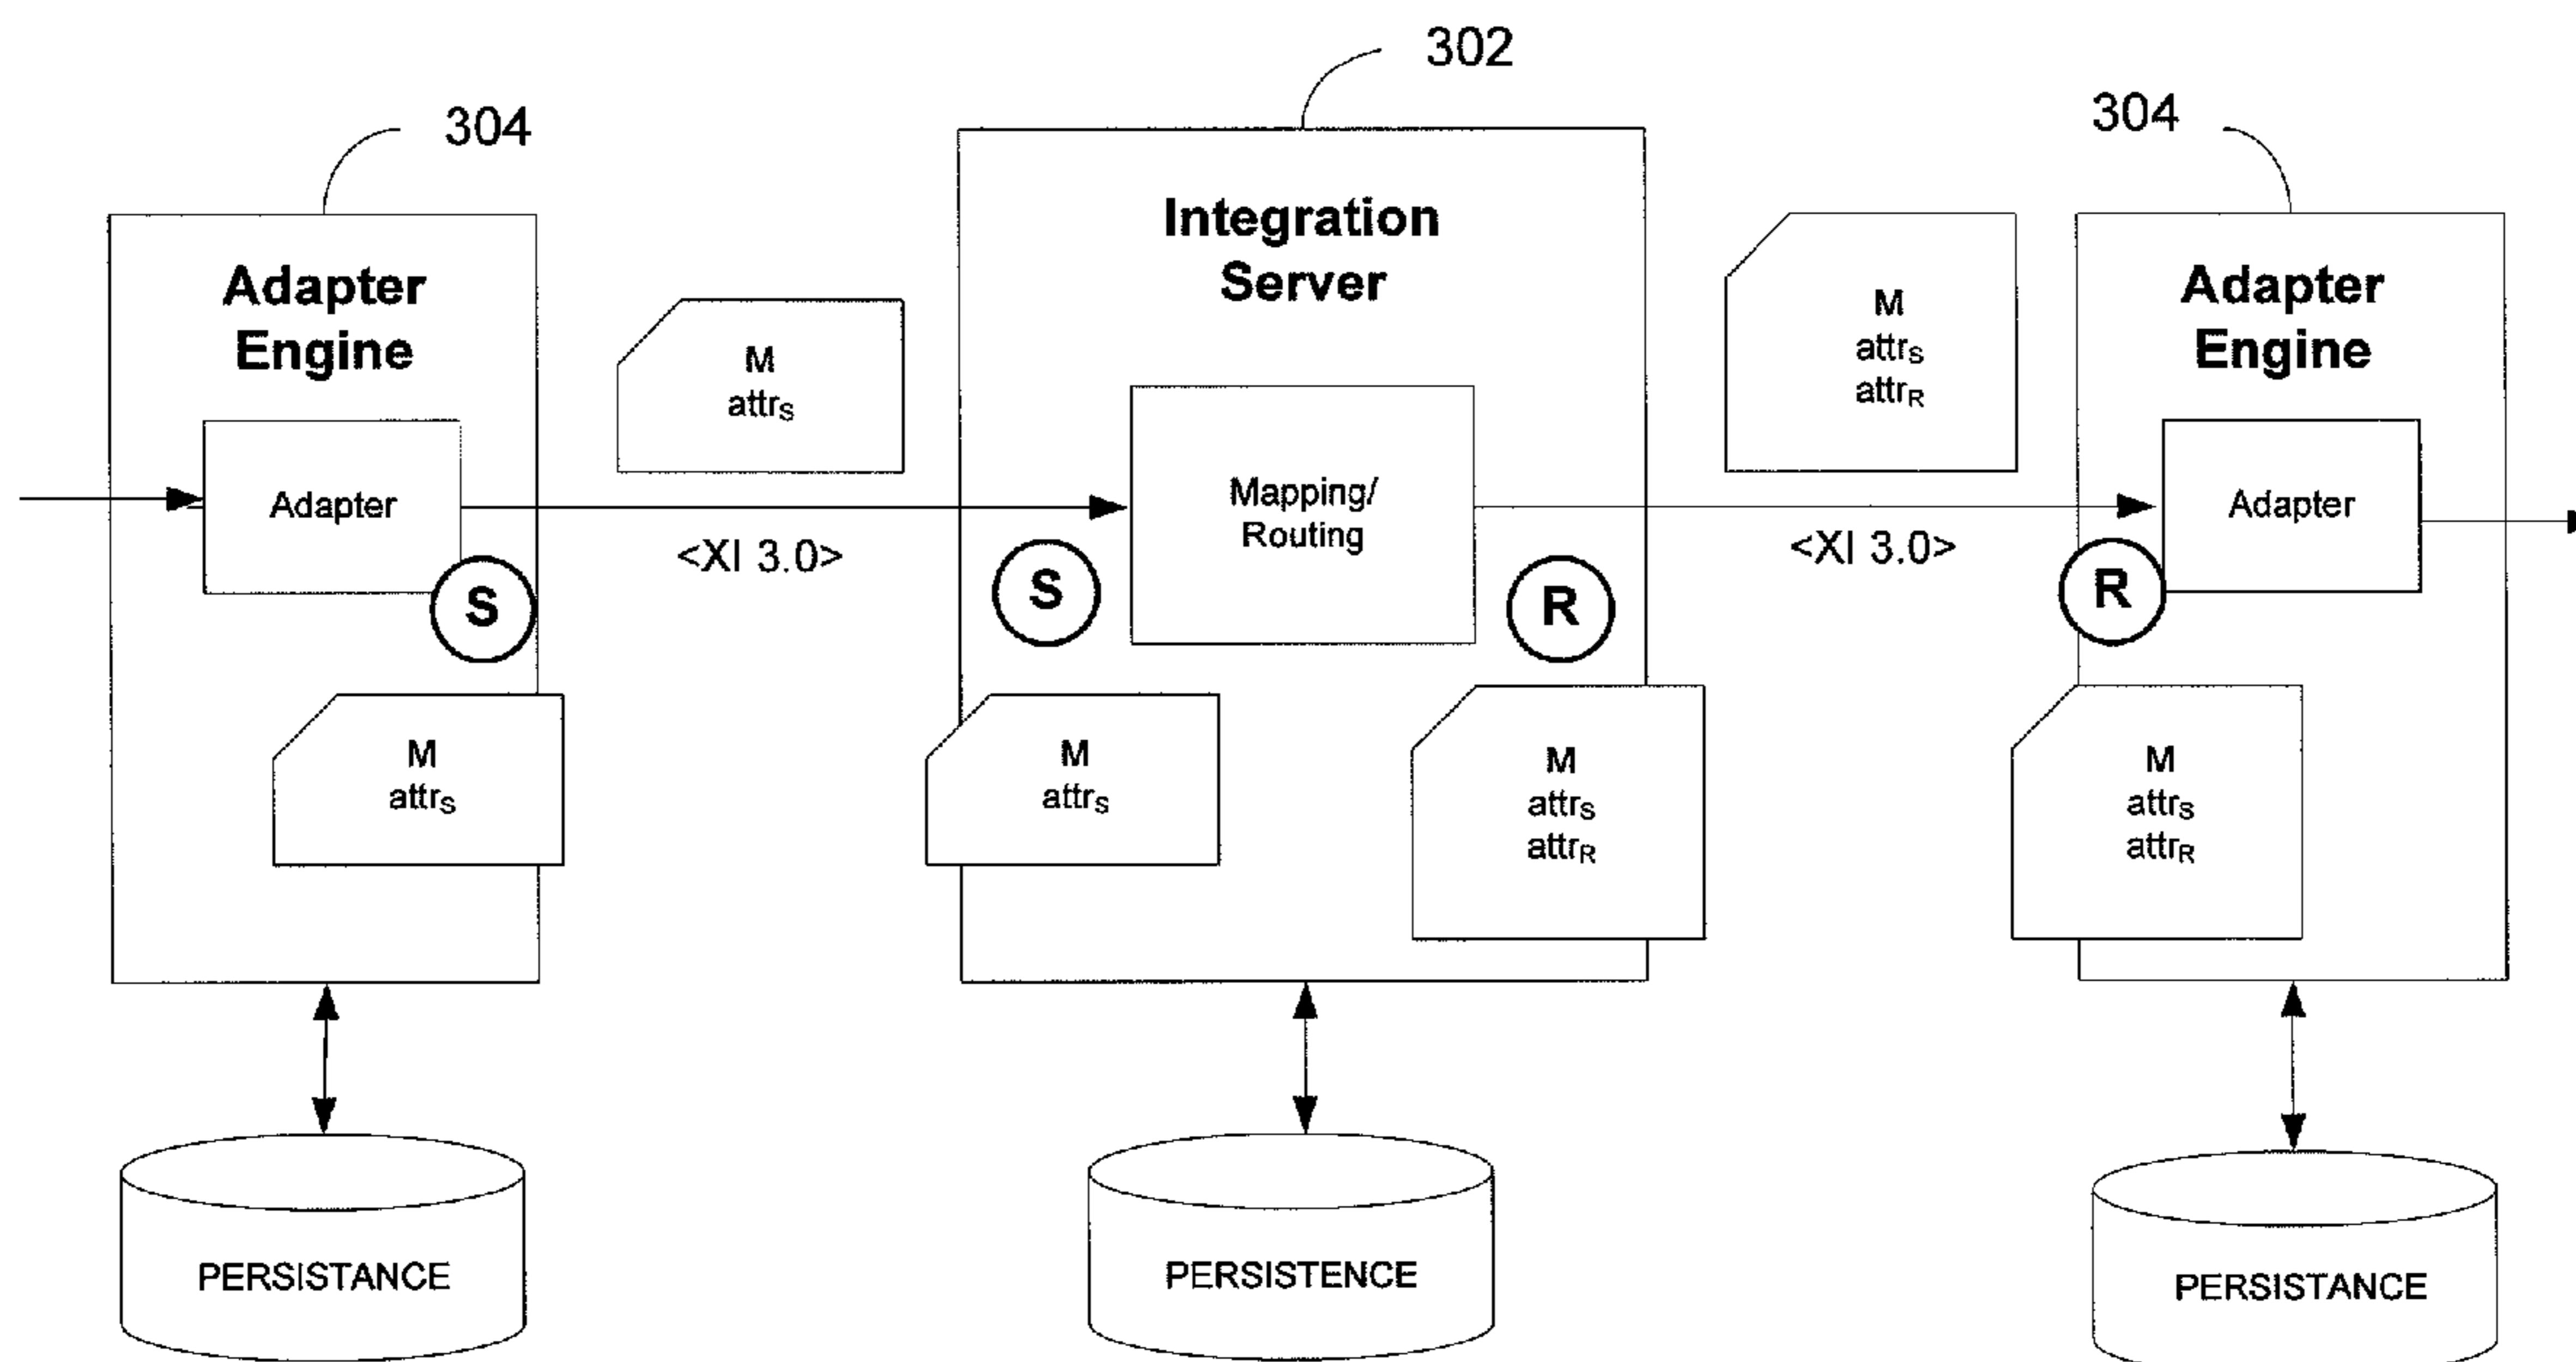 302
304
304
Integration
Server
Adapter
Engine
Adapter
Engine
M
attrS
M
attrS
attrR
Adapter
Mapping/
Routing
Adapter
<XI 3.0>
<XI 3.0>
S
S
R
R
M
attrS
M
attrS
M
attrS
attrR
M
attrS
attrR
PERSISTANCE
PERSISTENCE
PERSISTANCE